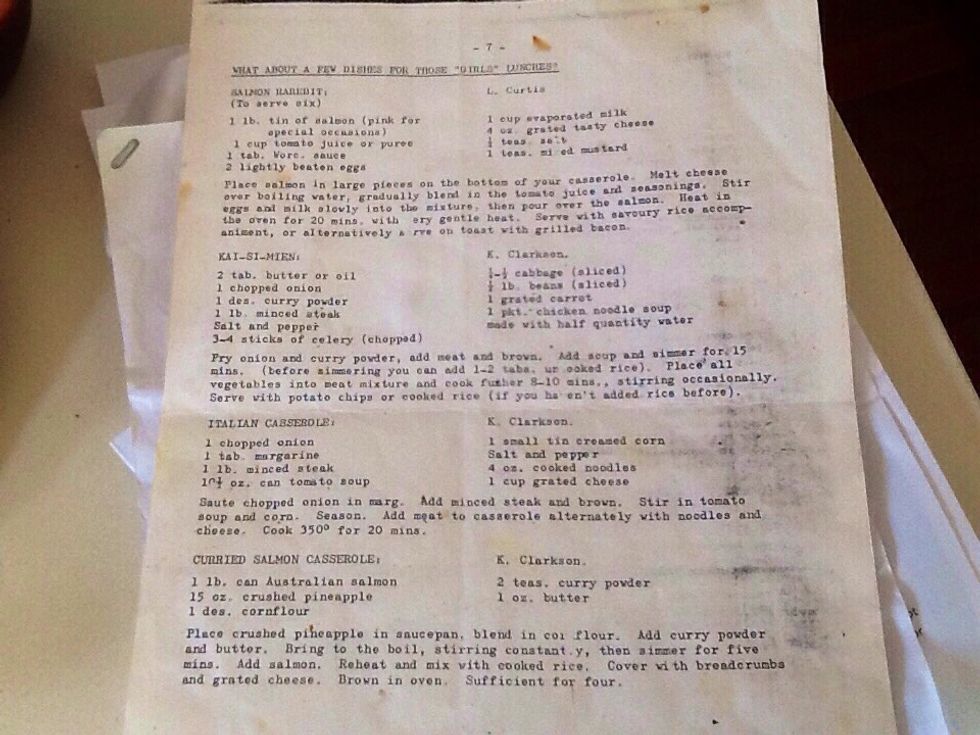 - 7 -
WHAT ABOUT A FEW DISHES FOR THOSE "GIRLS" LUNCHES?
SALMON RAREBIT: L. Curtis
(To serve six)
1 lb. tin of salmon (pink for
special occasions)
1 cup tomato juice or puree
1 tab. Worc. sauce
2 lightly beaten eggs
1 cup evaporated milk
4 oz. grated tasty cheese
teas. salt
1 teas. mixed mustard
Place salmon in large pieces on the bottom of your casserole. Melt cheese
over boiling water, gradually blend in the tomato juice and seasonings. Stir
eggs and milk slowly into the mixture, then pour over the salmon. Heat in
the oven for 20 mins. with ery gentle heat. Serve with savoury rice accomp-
animent, or alternatively s rve on toast with grilled bacon.
KAI-SI-MIEN: E. Clarkson.
2 tab. butter or oil
1 chopped onion
1 des. curry powder
1 lb. minced steak
Salt and pepper
3-4 sticks of celery (chopped)
cabbage (sliced)
½ lb. beans (sliced)
1 grated carrot
1 pkt. chicken noodle soup
made with half quantity water
Fry onion and curry powder, add meat and brown. Add soup and simmer for 15
mins. (before simmering you can add 1-2 tabs. un ooked rice). Place all
vegetables into meat mixture and cook futher 8-10 mins., stirring occasionally.
Serve with potato chips or cooked rice (if you ha en't added rice before).
ITALIAN CASSEROLE: K. Clarkson.
1 chopped onion
1 tab. margarine
1 lb. minced steak
10½ oz. can tomato soup
1 small tin creamed corn
Salt and pepper
4 oz. cooked noodles
1 cup grated cheese
Saute chopped onion in marg. Add minced steak and brown. Stir in tomato
soup and corn. Season. Add meat to casserole alternately with noodles and
cheese. Cook 350° for 20 mins.
CURRIED SALMON CASSEROLE: K. Clarkson.
1 lb. can Australian salmon
15 oz. crushed pineapple
1 des. cornflour
2 teas. curry powder
1 oz. butter
Place crushed pineapple in saucepan, blend in cor flour. Add curry powder
and butter. Bring to the boil, stirring constant y, then simmer for five
mins. Add salmon. Reheat and mix with cooked rice. Cover with breadcrumbs
and grated cheese. Brown in oven. Sufficient for four.